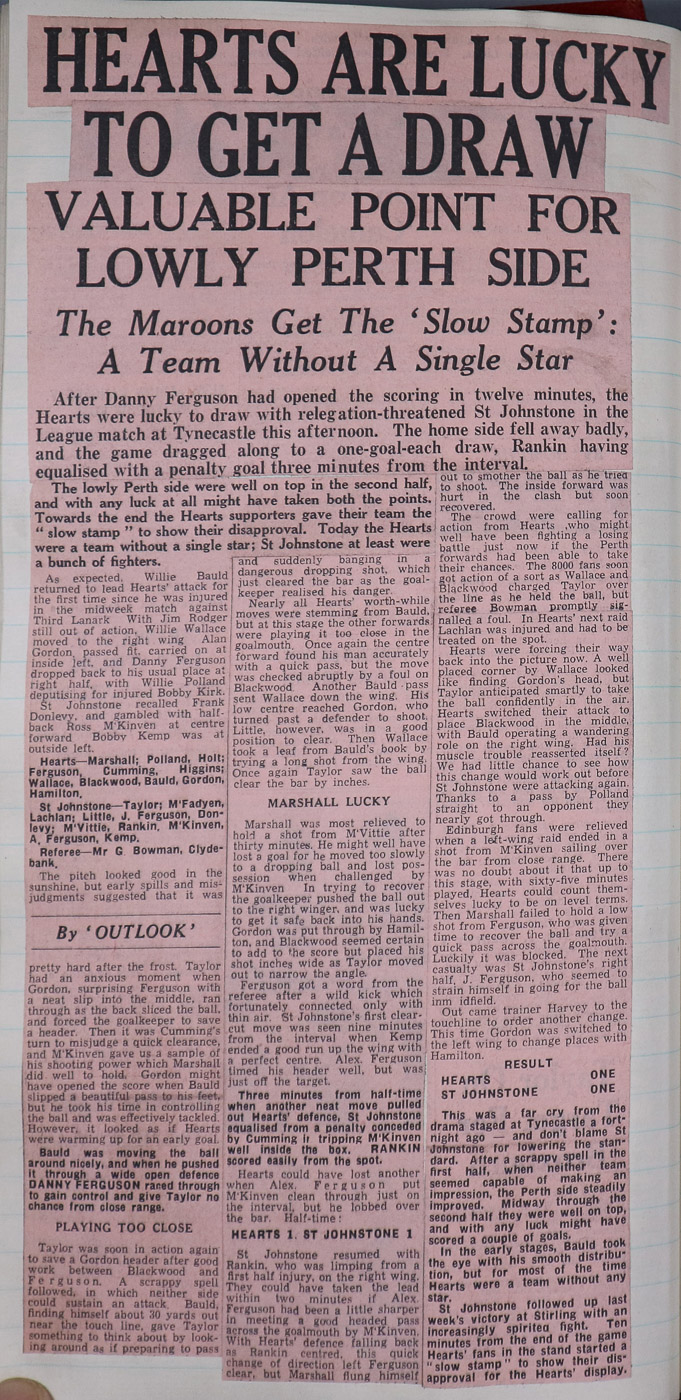 HEARTS ARE LUCKY
TO GET A DRAW
VALUABLE POINT FOR
LOWLY PERTH SIDE
The Maroons Get The 'Slow Stamp':
A Team Without A Single Star
After Danny Ferguson had opened the scoring in twelve minutes, the
Hearts were lucky to draw with relegation-threatened St Johnstone in the
League match at Tynecastle this afternoon. The home side fell away badly,
and the game dragged along to a one-goal-each draw, Rankin having
equalised with a penalty goal three minutes from the interval.
The lowly Perth side were well on top in the second half,
and with any luck at all might have taken both the points.
Towards the end the Hearts supporters gave their team the
" slow stamp " to show their disapproval. Today the Hearts
were a team without a single star; St Johnstone at least were
a bunch of fighters.
As expected, Willie Bauld
returned to lead Hearts' attack for
the first time since he was injured
in the midweek match against
Third Lanark With Jim Rodger
still out of action, Willie Wallace
moved to the right wing Alan
Gordon, passed fit, carried on at
inside left, and Danny Ferguson
dropped back to his usual place at
right half, with Willie Polland
deputising for injured Bobby Kirk.
St Johnstone recalled Frank
Donlevy, and gambled with half-
back Ross M'Kinven at centre
forward Bobby Kemp was at
outside left.
Hearts—Marshall; Polland, Holt;
Ferguson, Cumming, Higgins;
Wallace, Blackwood, Bauld, Gordon,
Hamilton.
St Johnstone—Taylor; M'Fadyen,
Lachlan; Little, J. Ferguson, Don-
levy; M'Vittie, Rankin, M'Kinven,
A. Ferguson, Kemp.
Referee—Mr G. Bowman, Clyde-
bank.
The pitch looked good in the
sunshine, but early spills and mis-
judgments suggested that it was
By 'OUTLOOK'
pretty hard after the frost. Taylor
had an anxious moment when
Gordon, surprising Ferguson with
a neat slip into the middle, ran
through as the back sliced the ball,
and forced the goalkeeper to save
a header. Then it was Cumming's
turn to misjudge a quick clearance,
and M'Kinven gave us a sample of
his shooting power which Marshall
did well to hold. Gordon might
have opened the score when Bauld
slipped a beautiful pass to his feet,
but he took his time in controlling
the ball and was effectively tackled.
However, it looked as if Hearts
were warming up for an early goal.
Bauld was moving the ball
around nicely, and when he pushed
it through a wide open defence
DANNY FERGUSON raced through
to gain control and give Taylor no
chance from close range.
PLAYING TOO CLOSE
Taylor was soon in action again
to save a Gordon header after good
work between Blackwood and
Ferguson. A scrappy spell
followed, in which neither side
could sustain an attack. Bauld,
finding himself about 30 yards out
near the touch line, gave Taylor
something to think about by look-
ing around as if preparing to pass
and suddenly banging in a
dangerous dropping shot, which
just cleared the bar as the goal-
keeper realised his danger.
Nearly all Hearts' worth-while
moves were stemming from Bauld,
but at this stage the other forwards
were playing it too close in the
goalmouth. Once again the centre
forward found his man accurately
with a quick pass, but the move
was checked abruptly by a foul on
Blackwood Another Bauld pass
sent Wallace down the wing. His
low centre reached Gordon, who
turned past a defender to shoot.
Little, however, was in a good
position to clear. Then Wallace
took a leaf from Bauld's book by
trying a long shot from the wing.
Once again Taylor saw the ball
clear the bar by inches.
MARSHALL LUCKY
Marshall was most relieved to
hold a shot from M'Vittie after
thirty minutes. He might well have
lost a goal for he moved too slowly
to a dropping ball and lost pos-
session when challenged by
M'Kinven In trying to recover
the goalkeeper pushed the ball out
to the right winger, and was lucky
to get it safe back into his hands.
Gordon was put through by Hamil-
ton, and Blackwood seemed certain
to add to the score but placed his
shot inches wide as Taylor moved
out to narrow the angle.
Ferguson got a word from the
referee after a wild kick which
fortunately connected only with
thin air. St Johnstone's first clear-
cut move was seen nine minutes
from the interval when Kemp
ended a good run up the wing with
a perfect centre. Alex. Ferguson
timed his header well, but was
just off the target.
Three minutes from half-time
when another neat move pulled
out Hearts' defence, St Johnstone
equalised from a penalty conceded
by Cumming in tripping M'Kinven
well inside the box. RANKIN
scored easily from the spot.
Hearts could have lost another
when Alex. Ferguson put
M'Kinven clean through just on
the interval, but he lobbed over
the bar. Half-time:
HEARTS 1. ST JOHNSTONE 1
St Johnstone resumed with
Rankin, who was limping from a
first half injury, on the right wing.
They could have taken the lead
within two minutes if Alex.
Ferguson had been a little sharper
in meeting a good headed pass
across the goalmouth by M'Kinven.
With Hearts' defence falling back
as Rankin centred, this quick
change of direction left Ferguson
clear, but Marshall flung himself
out to smother the ball as he tried
to shoot. The inside forward was
hurt in the clash but soon
recovered.
The crowd were calling for
action from Hearts ,who might
well have been fighting a losing
battle just now if the Perth
forwards had been able to take
their chances. The 8000 fans soon
got action of a sort as Wallace and
Blackwood charged Taylor over
the line as he held the ball, but
referee Bowman promptly sig-
nalled a foul. In Hearts' next raid
Lachlan was injured and had to be
treated on the spot.
Hearts were forcing their way
back into the picture now. A well
placed corner by Wallace looked
like finding Gordon's head, but
Taylor anticipated smartly to take
the ball confidently in the air.
Hearts switched their attack to
place Blackwood in the middle,
with Bauld operating a wandering
role on the right wing. Had his
muscle trouble reasserted itself?
We had little chance to see how
this change would work out before
St Johnstone were attacking again.
Thanks to a pass by Polland
straight to an opponent they
nearly got through.
Edinburgh fans were relieved
when a left-wing raid ended in a
shot from M'Kinven sailing over
the bar from close range. There
was no doubt about it that up to
this stage, with sixty-five minutes
played, Hearts could count them-
selves lucky to be on level terms.
Then Marshall failed to hold a low
shot from Ferguson, who was given
time to recover the ball and try a
quick pass across the goalmouth.
Luckily it was blocked. The next
casualty was St Johnstone's right
half, J. Ferguson, who seemed to
strain himself in going for the ball
inm idfield.
Out came trainer Harvey to the
touchline to order another change.
This time Gordon was switched to
the left wing to change places with
Hamilton.
RESULT
HEARTS ONE
ST JOHNSTONE ONE
This was a far cry from the
drama staged at Tynecastle a fort-
night ago — and don't blame St
Johnstone for lowering the stan-
dard. After a scrappy spell in the
first half, when neither team
seemed capable of making any
impression, the Perth side steadily
improved. Midway through the
second half they were well on top,
and with any luck might have
scored a couple of goals.
In the early stages, Bauld took
the eye with his smooth distribu-
tion, but for most of the time
Hearts were a team without any
star.
St Johnstone followed up last
week's victory at Stirling with an
increasingly spirited fight. Ten
minutes from the end of the game
Hearts' fans in the stand started a
"slow stamp" to show their dis-
approval for the Hearts' display.